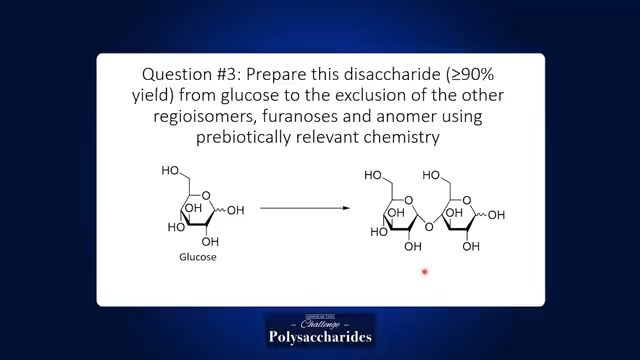 Question #3: Prepare this disaccharide (≥90%
yield) from glucose to the exclusion of the other
regioisomers, furanoses and anomer using
prebiotically relevant chemistry
HO
O
OH
OH
HO
OH
Glucose
HO
HO
O
O
OH
OH
OH
HO
O
OH
OH
Challenge
Polysaccharides